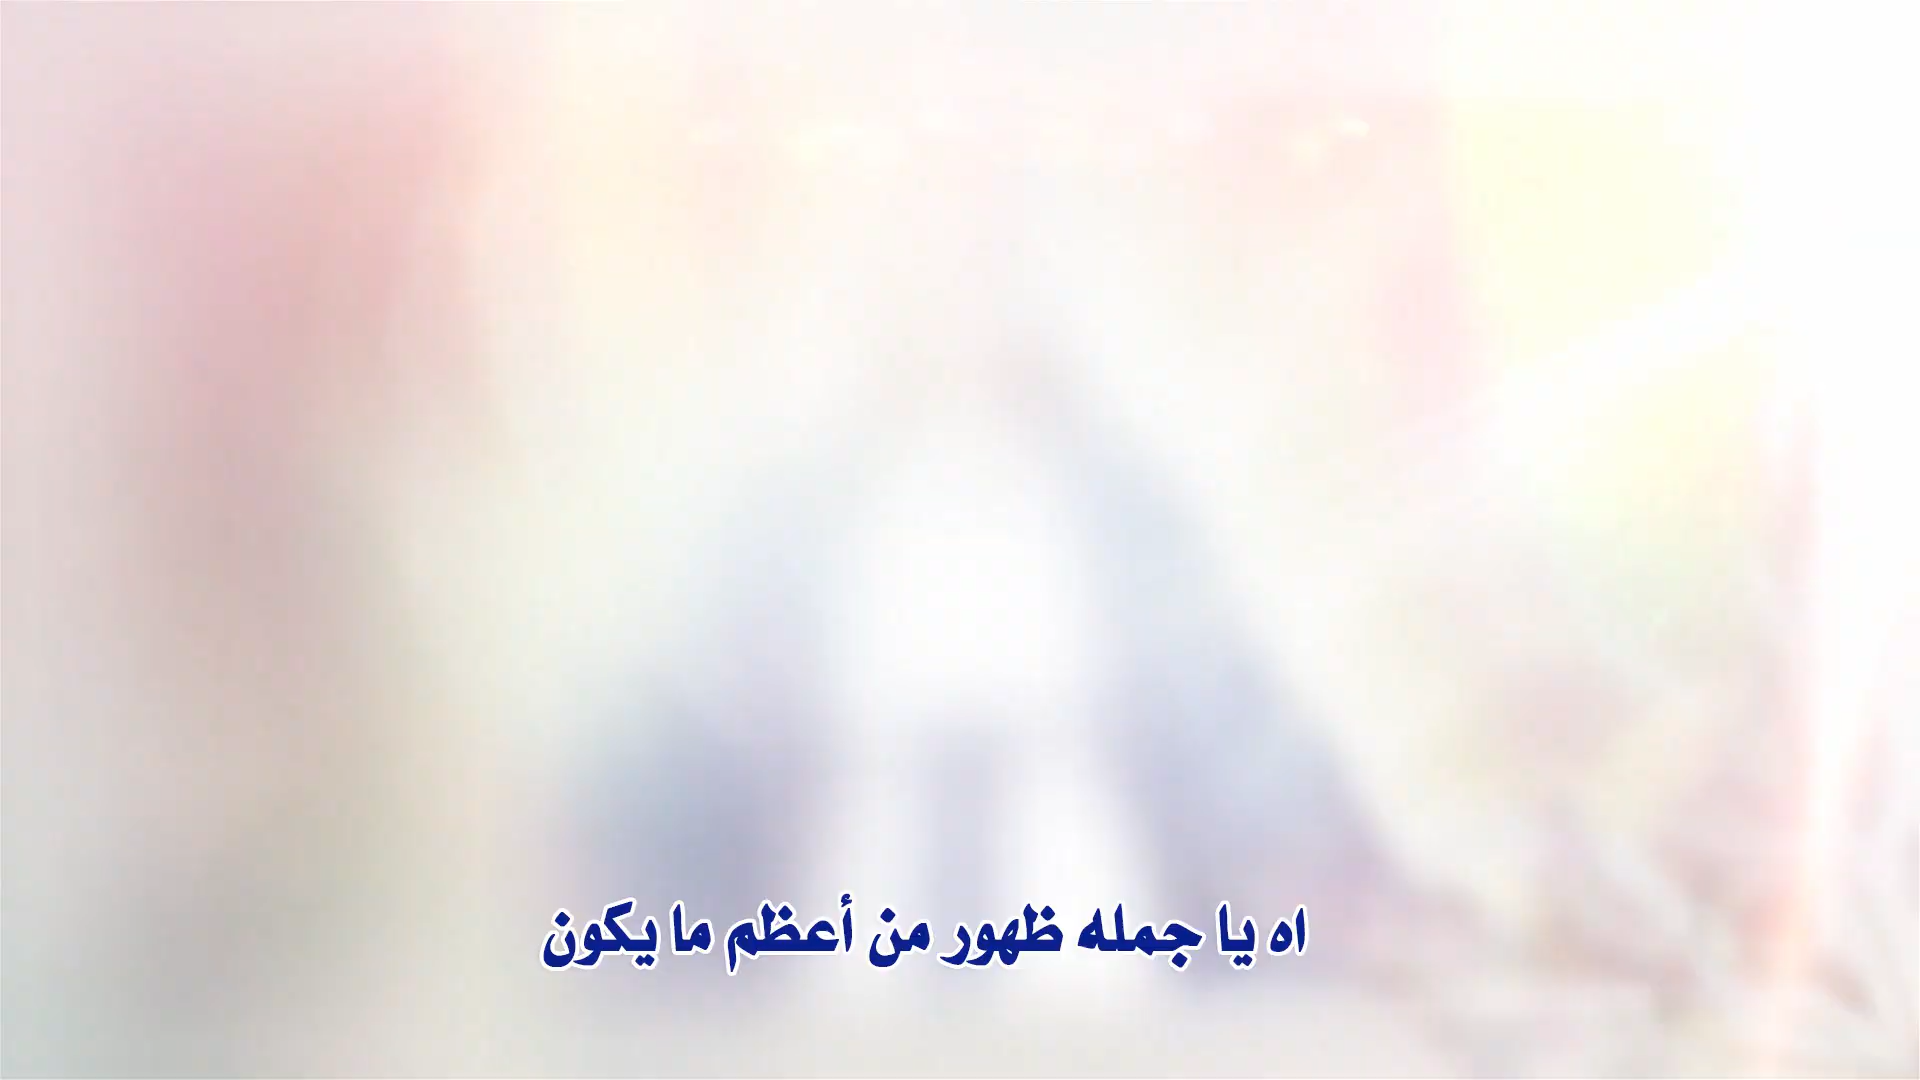 اه يا جمله ظهور من أعظم ما يكون